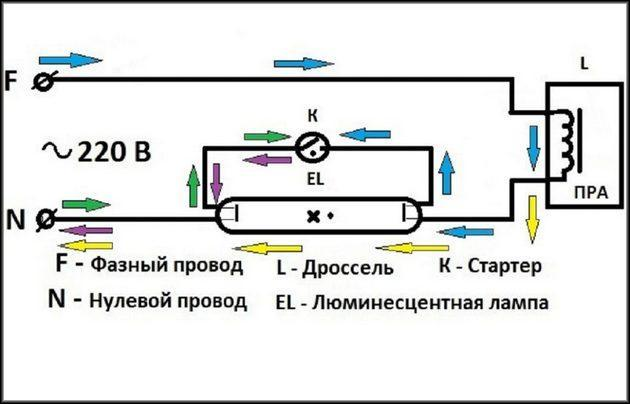 F
L
К
220 В
EL
ПРА
N
F - Фазный провод
L - Дроссель
К - Стартер
N - Нулевой провод
EL - Люминесцентная лампа